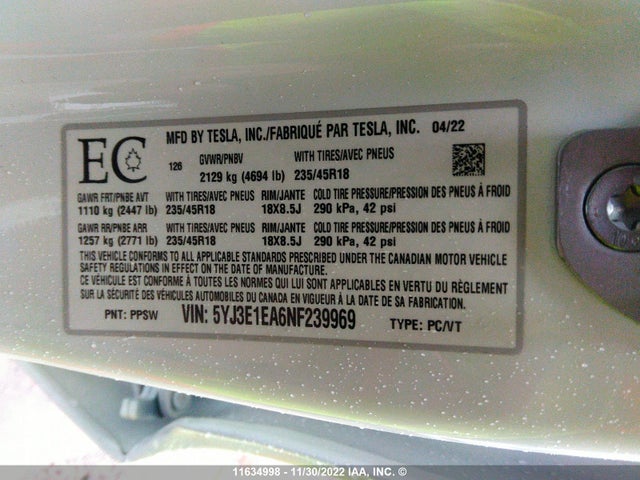 EC
126
MFD BY TESLA, INC./FABRIQUÉ PAR TESLA, INC. 04/22
GVWR/PNBV WITH TIRES/AVEC PNEUS
2129 kg (4694 lb) 235/45R18
GAWR FRT/PNBE AVT WITH TIRES/AVEC PNEUS RIM/JANTE COLD TIRE PRESSURE/PRESSION DES PNEUS À FROID
1110 kg (2447 lb) 235/45R18 18X8.5J 290 kPa, 42 psi
GAWR RR/PNBE ARR WITH TIRES/AVEC PNEUS RIM/JANTE COLD TIRE PRESSURE/PRESSION DES PNEUS À FROID
1257 kg (2771 lb) 235/45R18 18X8.5J 290 kPa, 42 psi
THIS VEHICLE CONFORMS TO ALL APPLICABLE STANDARDS PRESCRIBED UNDER THE CANADIAN MOTOR VEHICLE
SAFETY REGULATIONS IN EFFECT ON THE DATE OF MANUFACTURE.
CE VÉHICULE EST CONFORME À TOUTES LES NORMES QUI LUI SONT APPLICABLES EN VERTU DU RÈGLEMENT
SUR LA SÉCURITÉ DES VÉHICULES AUTOMOBILES DU CANADA EN VIGUEUR À LA DATE DE SA FABRICATION.
PNT: PPSW VIN: 5YJ3E1EA6NF239969 TYPE: PC/VT
11634998 - 11/30/2022 IAA, INC. ©